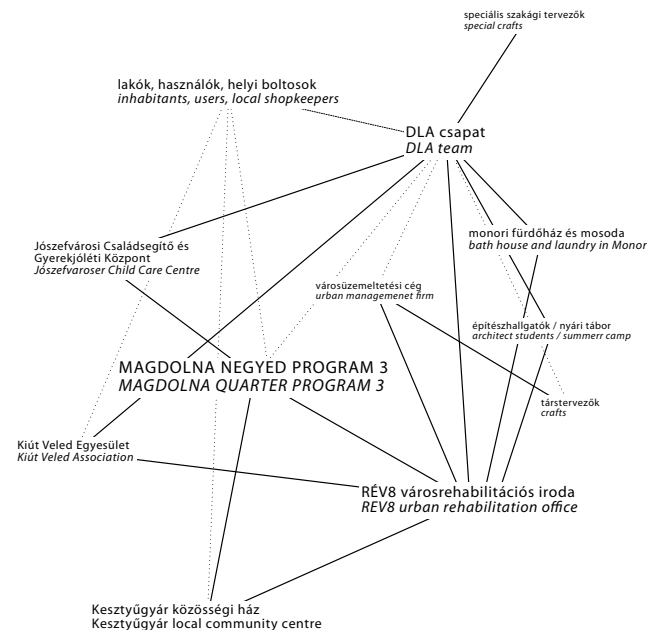 speciális szakági tervezők
special crafts
lakók, használók, helyi boltosok
inhabitants, users, local shopkeepers
DLA csapat
DLA team
monori fürdőház és mosoda
bath house and laundry in Monor
Józsefvárosi Családsegítő és
Gyerekjóléti Központ
Józsefvaroser Child Care Centre
városüzemeltetési cég
urban managemenet firm
építészhallgatók / nyári tábor
architect students / summerr camp
MAGDOLNA NEGYED PROGRAM 3
MAGDOLNA QUARTER PROGRAM 3
társtervezők
crafts
Kiút Veled Egyesület
Kiút Veled Association
RÉV8 városrehabilitációs iroda
REV8 urban rehabilitation office
Kesztyűgyár közösségi ház
Kesztyűgyár local community centre